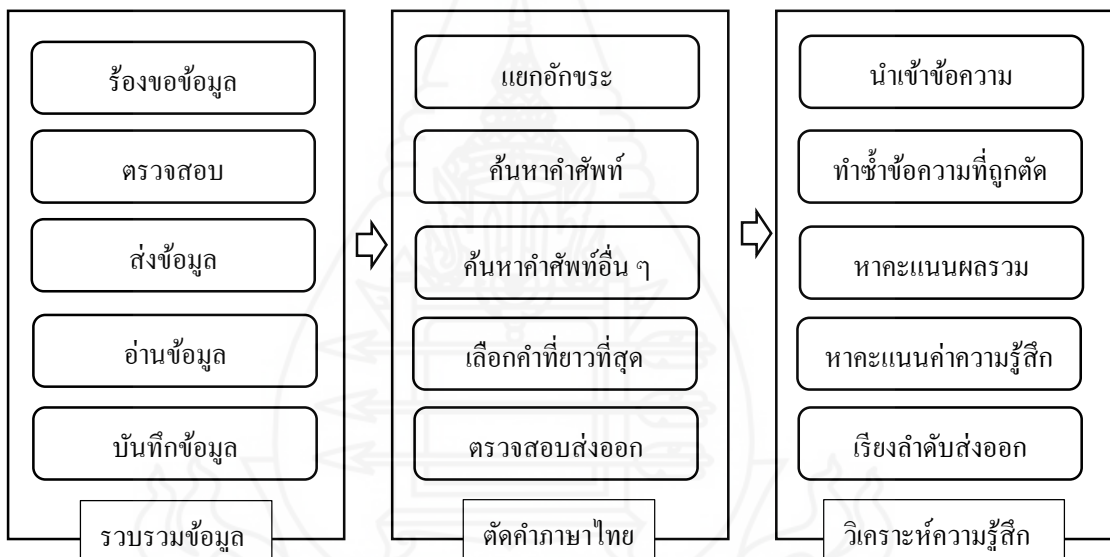 ร้องขอข้อมูล
ตรวจสอบ
ส่งข้อมูล
อ่านข้อมูล
บันทึกข้อมูล
รวบรวมข้อมูล
แยกอักขระ
ค้นหาคำศัพท์
ค้นหาคำศัพท์อื่น ๆ
เลือกคำที่ยาวที่สุด
ตรวจสอบส่งออก
ตัดคำภาษาไทย
นำเข้าข้อความ
ทำซ้ำข้อความที่ถูกตัด
หาคะแนนผลรวม
หาคะแนนค่าความรู้สึก
เรียงลำดับส่งออก
วิเคราะห์ความรู้สึก